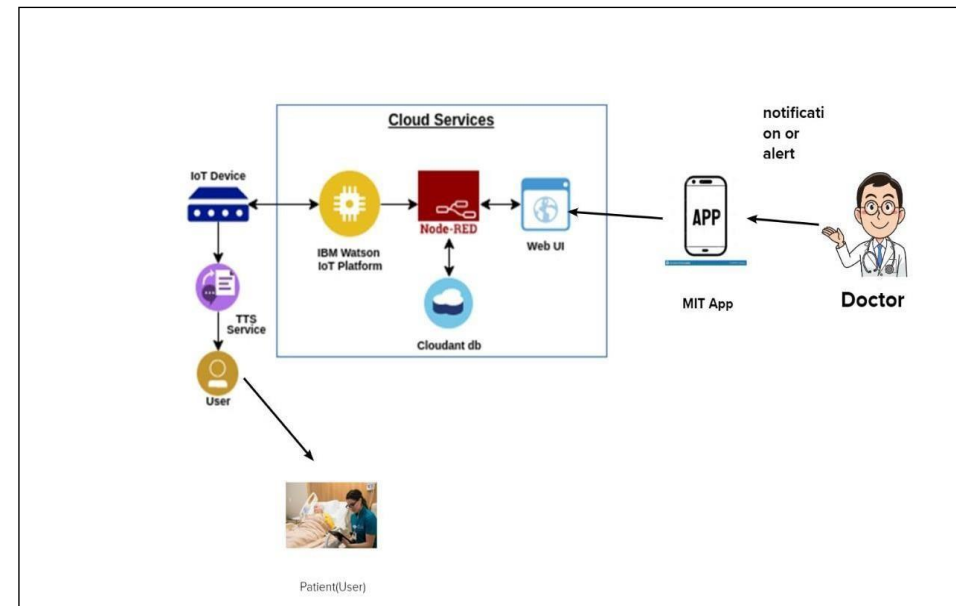 Cloud Services
notificati
on or
alert
IoT Device
APP
Node-RED
IBM Watson
IoT Platform
Web UI
TTS
Service
MIT App
Doctor
Cloudant db
User
Patient(User)